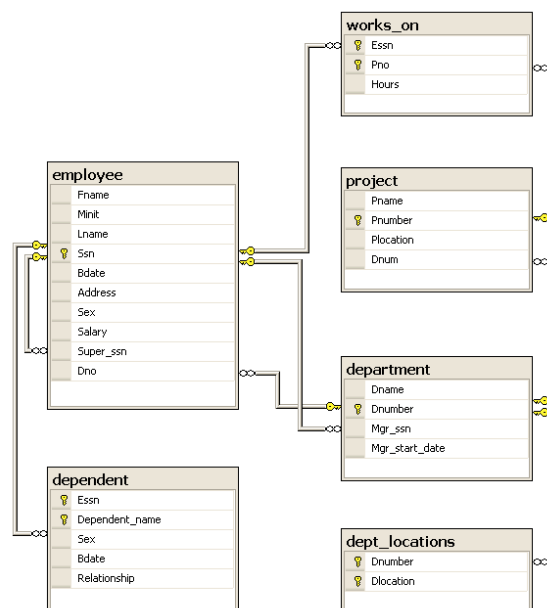 works_on
Essn
Pno
Hours
employee
Fname
Minit
Lname
Ssn
Bdate
Address
Sex
Salary
Super_ssn
Dno
project
Pname
Pnumber
Plocation
Dnum
department
Dname
Dnumber
Mgr_ssn
Mgr_start_date
dependent
Essn
Dependent_name
Sex
Bdate
Relationship
dept_locations
Dnumber
Dlocation